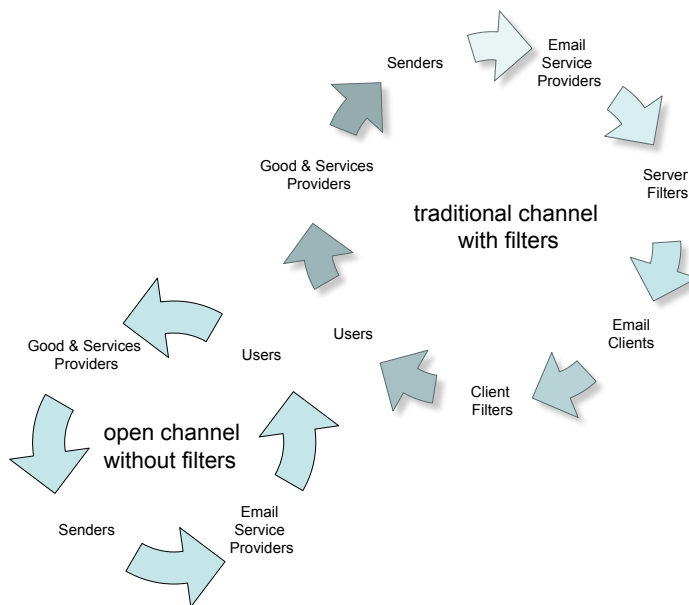 Senders
Email
Service
Providers
Good & Services
Providers
Server
Filters
traditional channel
with filters
Email
Clients
Users
Client
Filters
Good & Services
Providers
Users
open channel
without filters
Senders
Email
Service
Providers